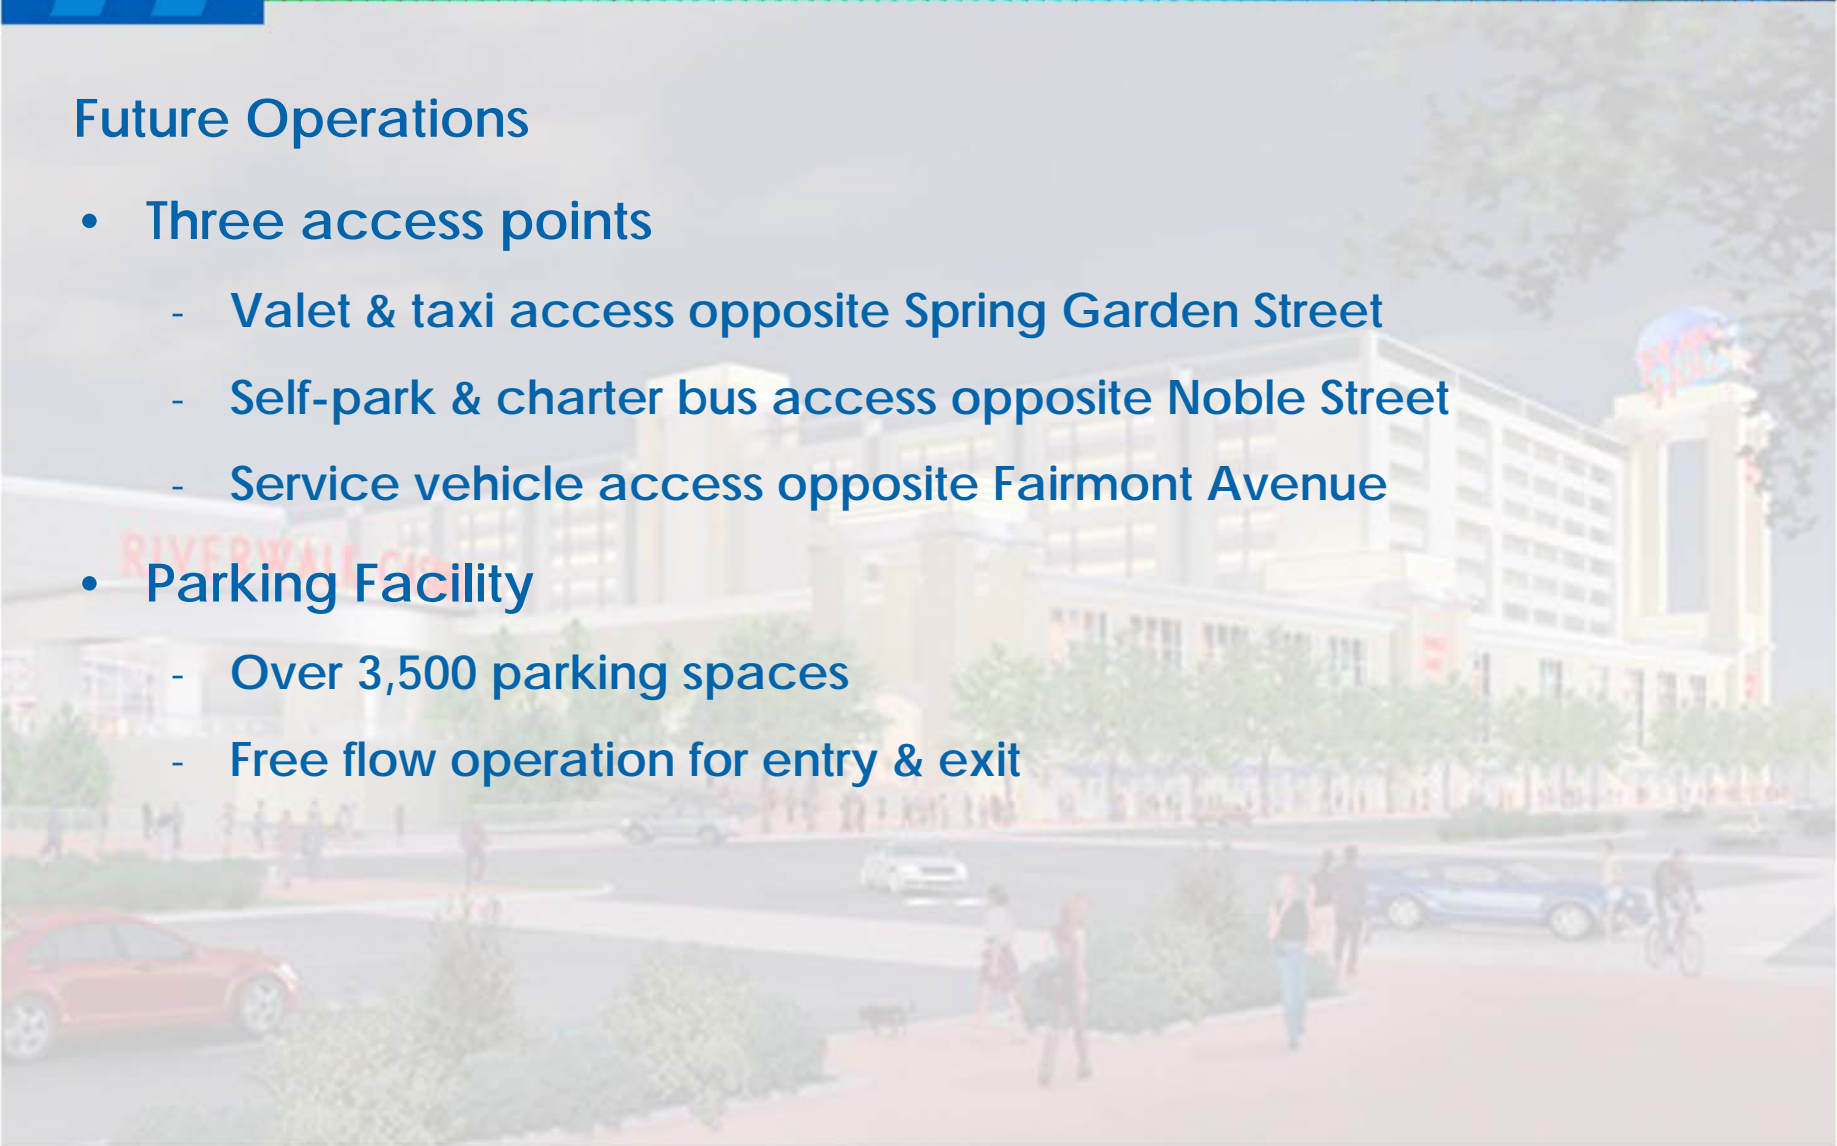 Future Operations
• Three access points
- Valet & taxi access opposite Spring Garden Street
- Self-park & charter bus access opposite Noble Street
- Service vehicle access opposite Fairmont Avenue
RIVERWALK
• Parking Facility
- Over 3,500 parking spaces
- Free flow operation for entry & exit